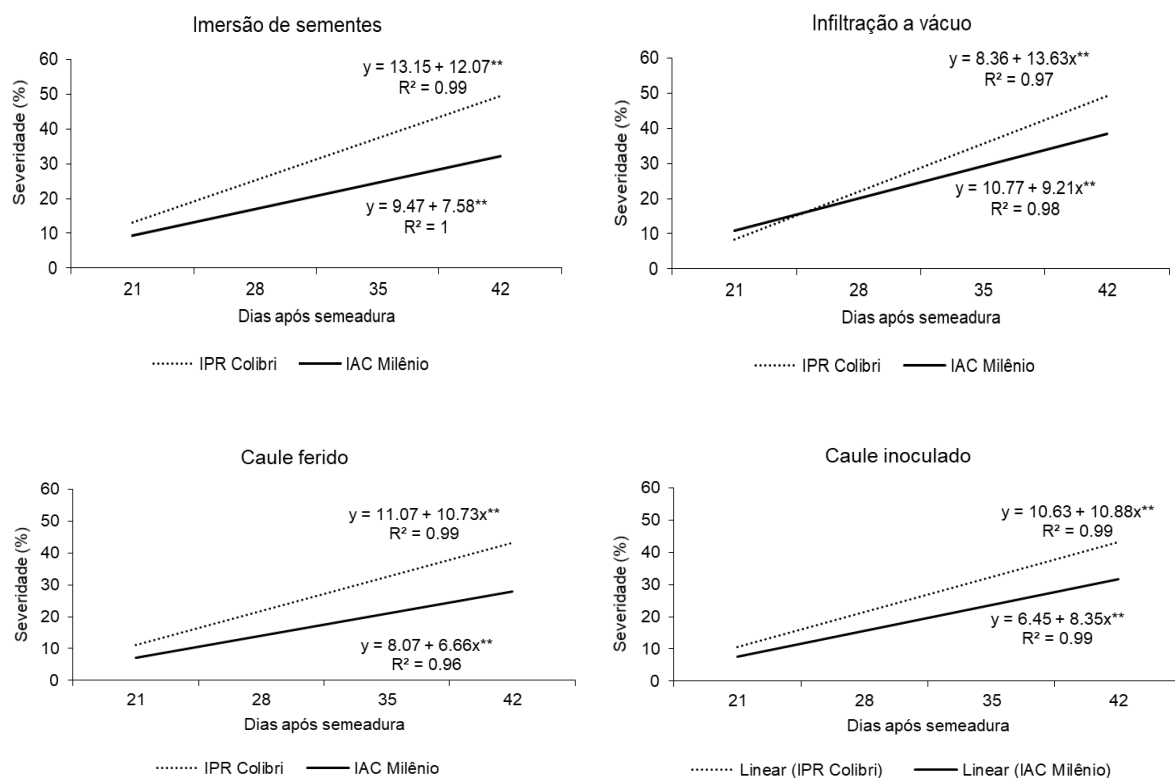 Imersão de sementes
Severidade (%)
60
50
40
30
20
10
0
y = 13.15 + 12.07**
R² = 0.99
y = 9.47 + 7.58**
R² = 1
21 28 35 42
Dias após semeadura
IPR Colibri IAC Milênio
Infiltração a vácuo
Severidade (%)
60
50
40
30
20
10
0
y = 8.36 + 13.63x**
R² = 0.97
y = 10.77 + 9.21x**
R² = 0.98
21 28 35 42
Dias após semeadura
IPR Colibri IAC Milênio
Caule ferido
Severidade (%)
60
50
40
30
20
10
0
y = 11.07 + 10.73x**
R² = 0.99
y = 8.07 + 6.66x**
R² = 0.96
21 28 35 42
Dias após semeadura
IPR Colibri IAC Milênio
Caule inoculado
Severidade (%)
60
50
40
30
20
10
0
y = 10.63 + 10.88x**
R² = 0.99
y = 6.45 + 8.35x**
R² = 0.99
21 28 35 42
Dias após semeadura
Linear (IPR Colibri) Linear (IAC Milênio)